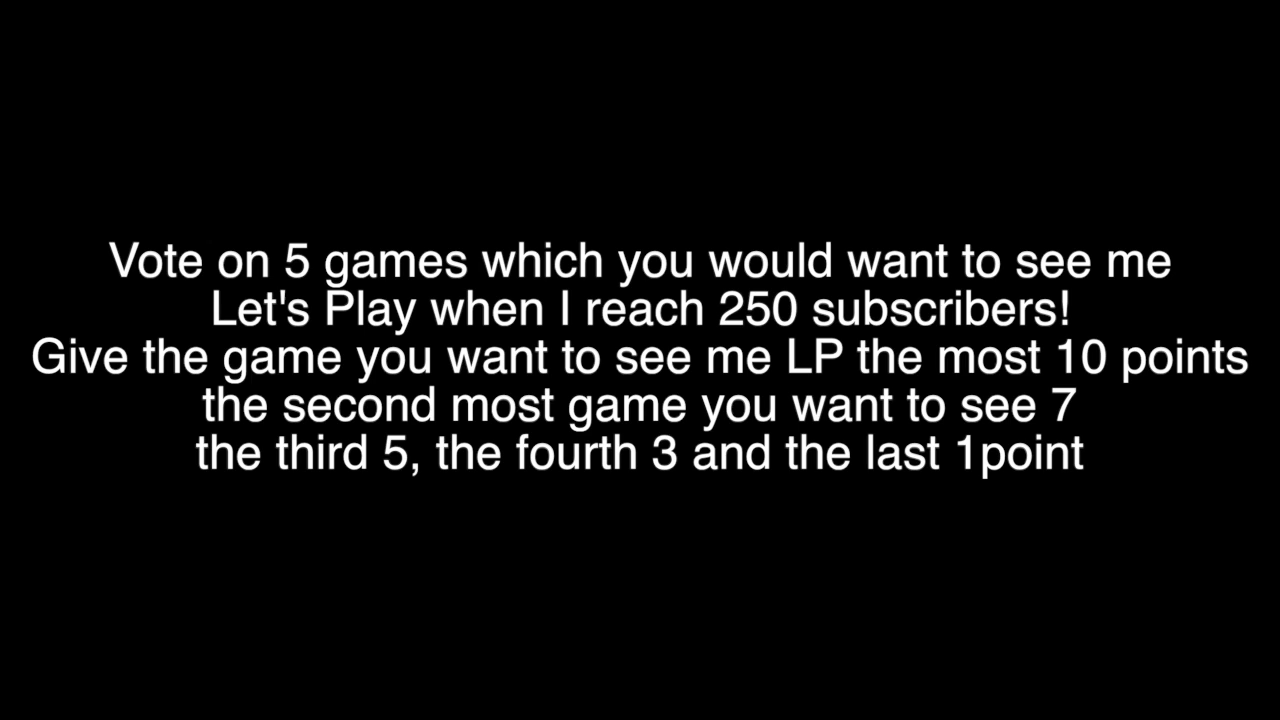 Vote on 5 games which you would want to see me
Let's Play when I reach 250 subscribers!
Give the game you want to see me LP the most 10 points
the second most game you want to see 7
the third 5, the fourth 3 and the last 1point